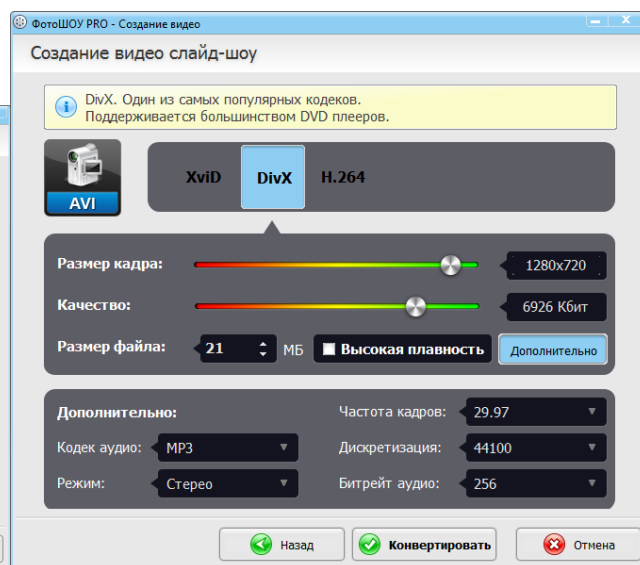 ФотоШОУ PRO - Создание видео
Создание видео слайд-шоу
DivX. Один из самых популярных кодеков.
Поддерживается большинством DVD плееров.
AVI
XviD DivX H.264
Размер кадра: 1280x720
Качество: 6926 Кбит
Размер файла: 21 МБ Высокая плавность Дополнительно
Дополнительно: Частота кадров: 29.97
Кодек аудио: MP3 Дискретизация: 44100
Режим: Стерео Битрейт аудио: 256
Назад Конвертировать Отмена